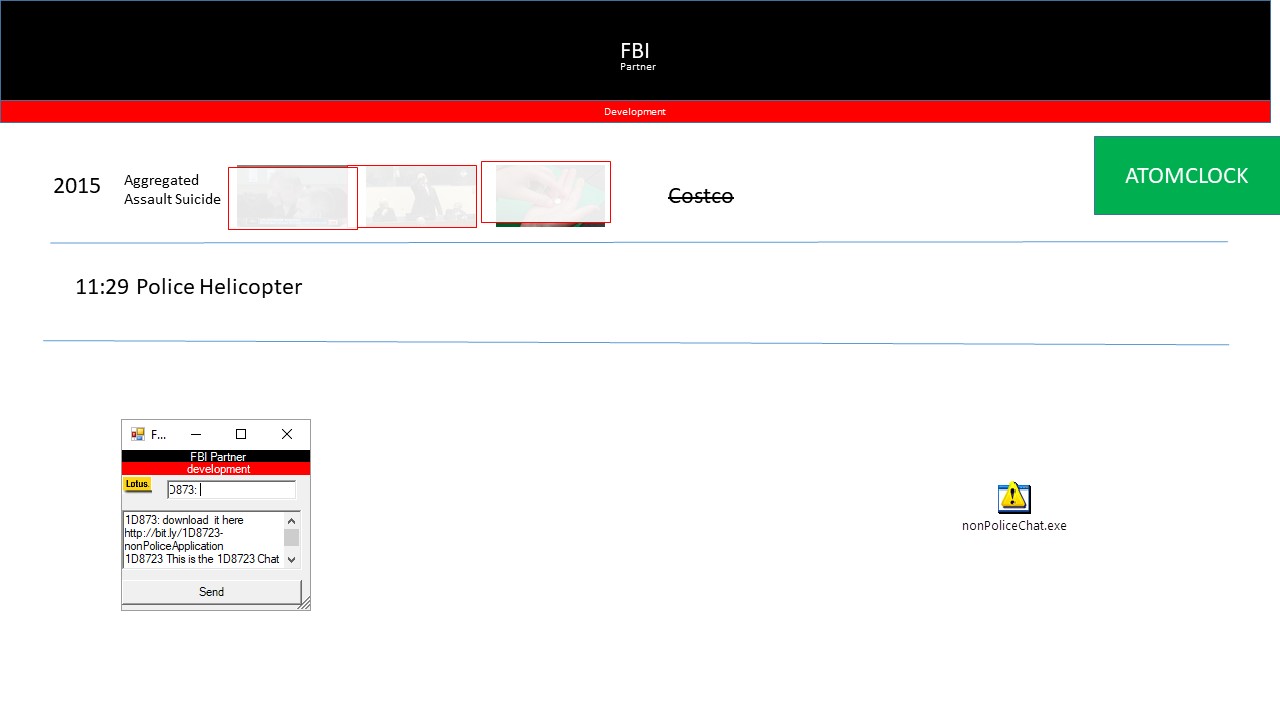 FBI
Partner
Development
2015
Aggregated
Assault Suicide
Costco
ATOMCLOCK
11:29 Police Helicopter
F...
FBI Partner
development
Lotus.
D873:
1D873: download it here
http://bit.ly/1D8723-
nonPoliceApplication
1D8723 This is the 1D8723 Chat
Send
nonPoliceChat.exe